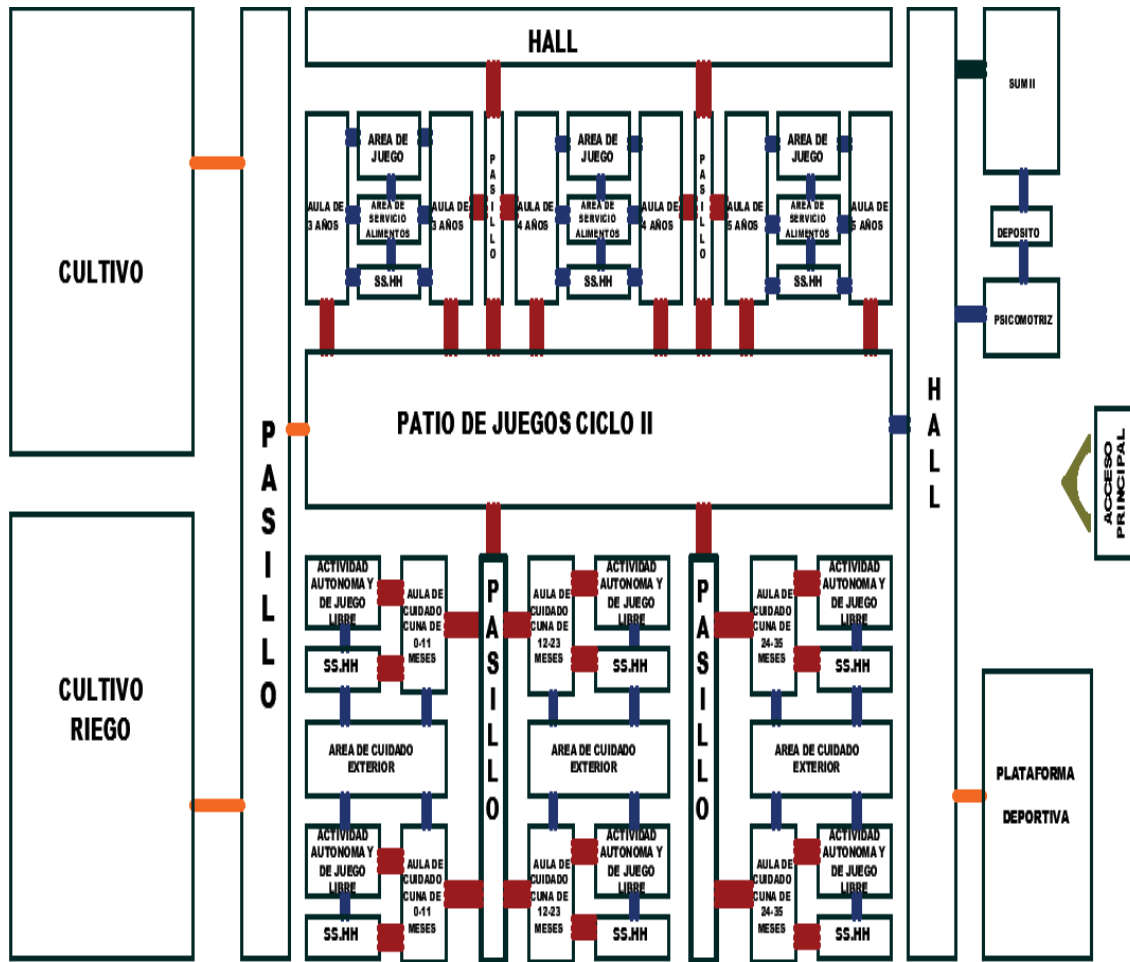 HALL
SUM II
AREA DE
JUEGO
AREA DE
JUEGO
AREA DE
JUEGO
PASILLO
PASILLO
AULA DE
3 AÑOS
AREA DE
SERVICIO
ALIMENTOS
AULA DE
3 AÑOS
AULA DE
4 AÑOS
AREA DE
SERVICIO
ALIMENTOS
AULA DE
4 AÑOS
AULA DE
5 AÑOS
AREA DE
SERVICIO
ALIMENTOS
AULA DE
5 AÑOS
DEPOSITO
CULTIVO
SS.HH
SS.HH
SS.HH
PSICOMOTRIZ
PATIO DE JUEGOS CICLO II
PASILLO
HALL
ACCESO
PRINCIPAL
ACTIVIDAD
AUTONOMA Y
DE JUEGO
LIBRE
AULA DE
CUIDADO
CUNA DE
0-11
MESES
PASILLO
AULA DE
CUIDADO
CUNA DE
12-23
MESES
ACTIVIDAD
AUTONOMA Y
DE JUEGO
LIBRE
PASILLO
AULA DE
CUIDADO
CUNA DE
24-35
MESES
ACTIVIDAD
AUTONOMA Y
DE JUEGO
LIBRE
SS.HH
SS.HH
SS.HH
CULTIVO
RIEGO
AREA DE CUIDADO
EXTERIOR
AREA DE CUIDADO
EXTERIOR
AREA DE CUIDADO
EXTERIOR
PLATAFORMA
DEPORTIVA
ACTIVIDAD
AUTONOMA Y
DE JUEGO
LIBRE
AULA DE
CUIDADO
CUNA DE
0-11
MESES
AULA DE
CUIDADO
CUNA DE
12-23
MESES
ACTIVIDAD
AUTONOMA Y
DE JUEGO
LIBRE
AULA DE
CUIDADO
CUNA DE
24-35
MESES
ACTIVIDAD
AUTONOMA Y
DE JUEGO
LIBRE
SS.HH
SS.HH
SS.HH